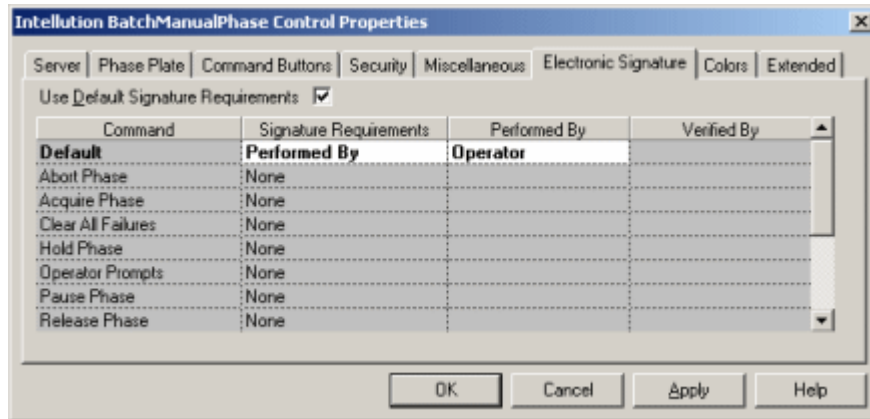 Intellution BatchManualPhase Control Properties
Server Phase Plate Command Buttons Security Miscellaneous Electronic Signature Colors Extended
Use Default Signature Requirements
Command Signature Requirements Performed By Verified By
Default Performed By Operator
Abort Phase None
Acquire Phase None
Clear All Failures None
Hold Phase None
Operator Prompts None
Pause Phase None
Release Phase None
OK Cancel Apply Help